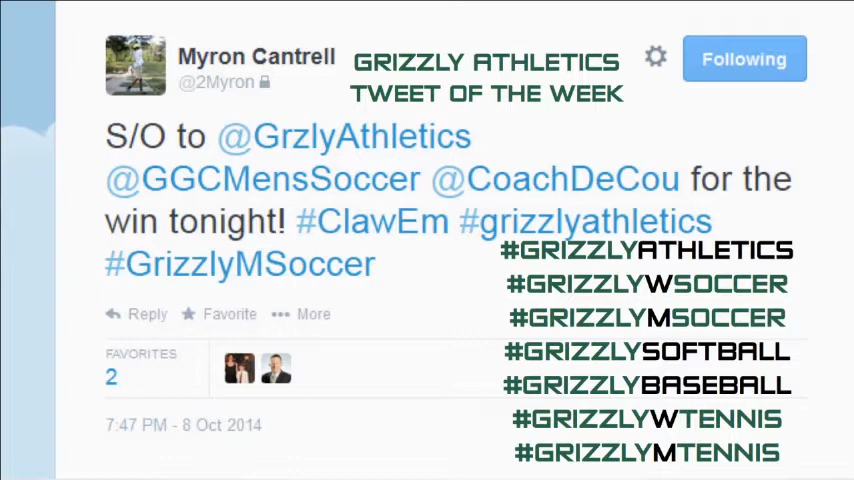 Myron Cantrell
@2Myron
GRIZZLY ATHLETICS
TWEET OF THE WEEK
Following
S/O to @GrzlyAthletics
@GGCMensSoccer @CoachDeCou for the
win tonight! #ClawEm #grizzlyathletics
#GrizzlyMSoccer
#GRIZZLYATHLETICS
#GRIZZLYWSOCCER
#GRIZZLYMSOCCER
#GRIZZLYSOFTBALL
#GRIZZLYBASEBALL
#GRIZZLYWTENNIS
#GRIZZLYMTENNIS
Reply Favorite More
FAVORITES
2
7:47 PM - 8 Oct 2014